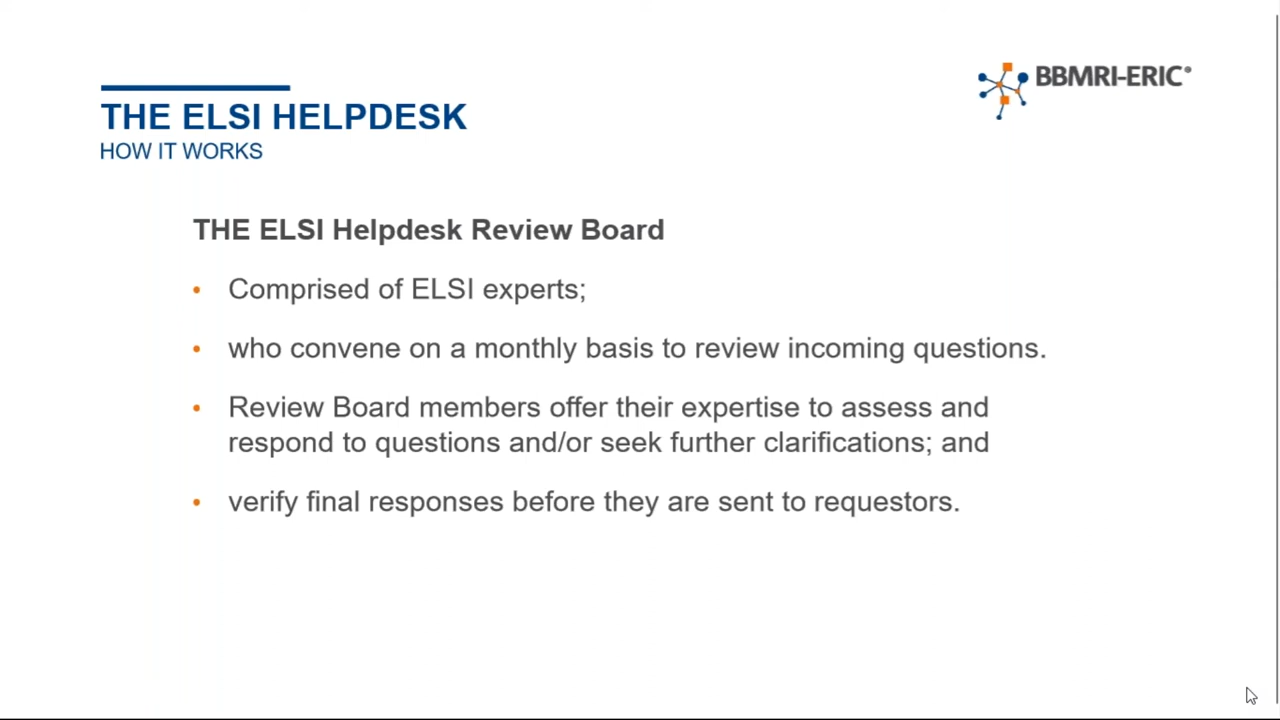 BBMRI-ERIC®
THE ELSI HELPDESK
HOW IT WORKS
THE ELSI Helpdesk Review Board
• Comprised of ELSI experts;
• who convene on a monthly basis to review incoming questions.
• Review Board members offer their expertise to assess and
respond to questions and/or seek further clarifications; and
• verify final responses before they are sent to requestors.